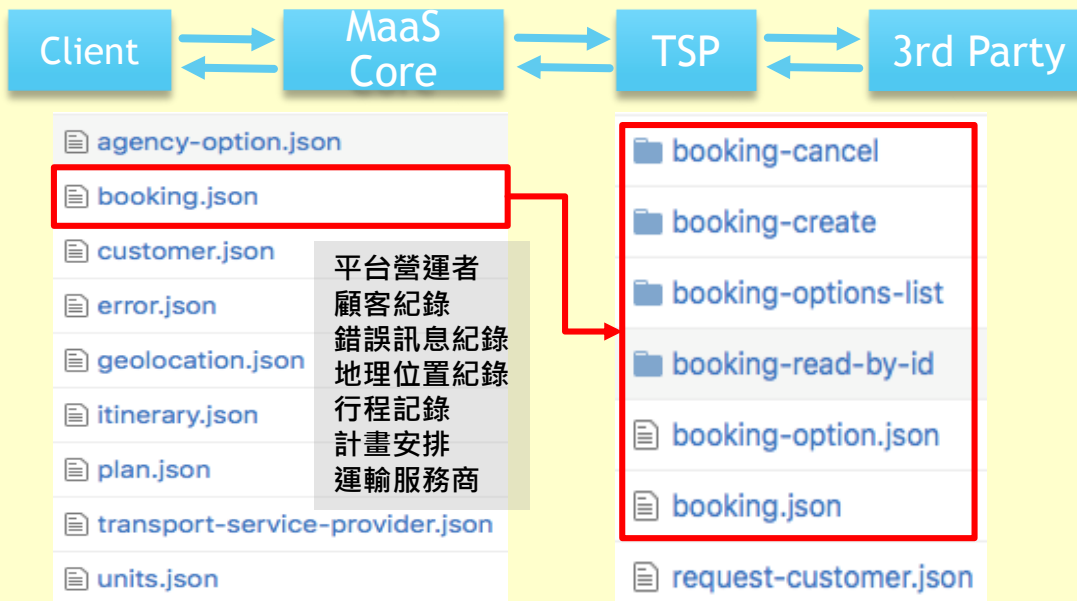 Client
MaaS
Core
TSP
3rd Party
agency-option.json
booking.json
customer.json
error.json
geolocation.json
itinerary.json
plan.json
transport-service-provider.json
units.json
平台營運者
顧客紀錄
錯誤訊息紀錄
地理位置紀錄
行程記錄
計畫安排
運輸服務商
booking-cancel
booking-create
booking-options-list
booking-read-by-id
booking-option.json
booking.json
request-customer.json